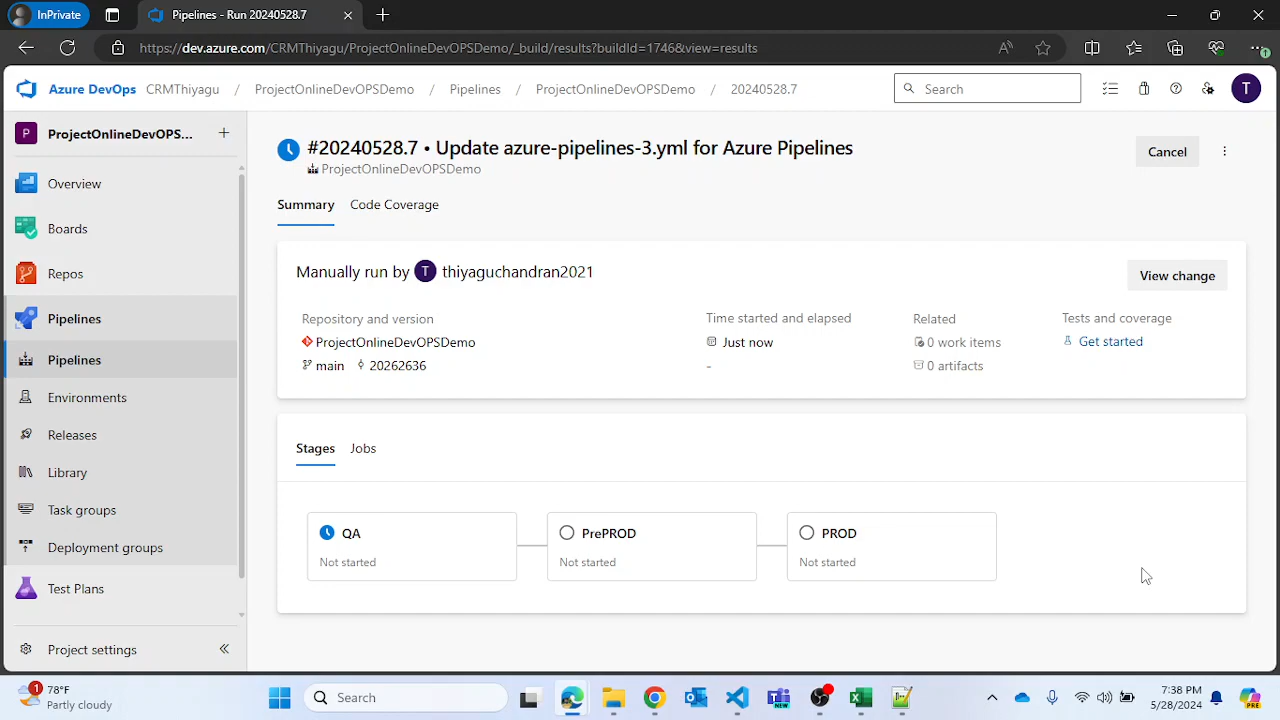 InPrivate
Pipelines - Run 20240528.7
https://dev.azure.com/CRMThiyagu/ProjectOnlineDevOPSDemo/_build/results?buildId=1746&view=results
Azure DevOps CRMThiyagu / ProjectOnlineDevOPSDemo / Pipelines / ProjectOnlineDevOPSDemo / 20240528.7
Search
T
P ProjectOnlineDevOPS... +
Overview
Boards
Repos
Pipelines
Pipelines
Environments
Releases
Library
Task groups
Deployment groups
Test Plans
Project settings
#20240528.7 • Update azure-pipelines-3.yml for Azure Pipelines
ProjectOnlineDevOPSDemo
Cancel
Summary Code Coverage
Manually run by T thiyaguchandran2021
View change
Repository and version
ProjectOnlineDevOPSDemo
main 20262636
Time started and elapsed
Just now
-
Related
0 work items
0 artifacts
Tests and coverage
Get started
Stages Jobs
QA
Not started
PrePROD
Not started
PROD
Not started
1
78°F
Partly cloudy
Search
NEW
7:38 PM
5/28/2024
PRE